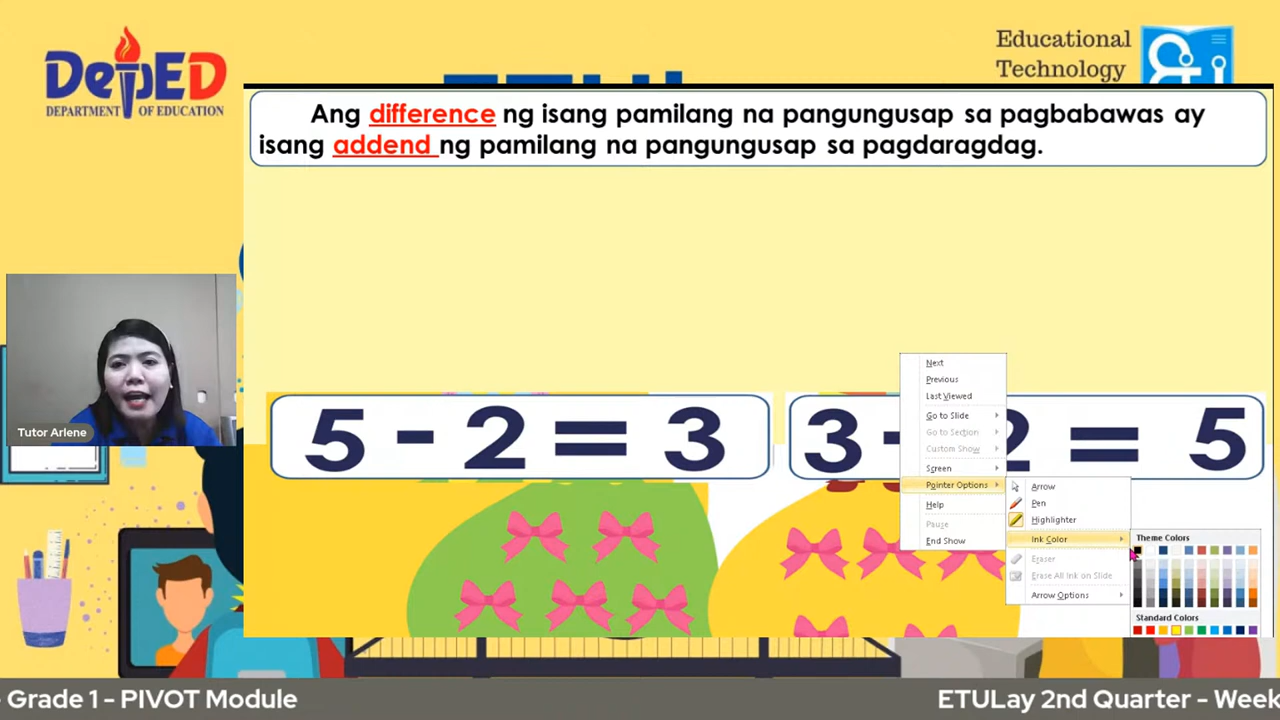 DepED
DEPARTMENT OF EDUCATION
Educational
Technology
Ang difference ng isang pamilang na pangungusap sa pagbabawas ay
isang addend ng pamilang na pangungusap sa pagdaragdag.
Tutor Arlene
5 - 2 = 3
3 2 = 5
Next
Previous
Last Viewed
Go to Slide
Go to Section
Custom Show
Screen
Pointer Options
Help
Pause
End Show
Arrow
Pen
Highlighter
Ink Color
Eraser
Erase All Ink on Slide
Arrow Options
Theme Colors
Standard Colors
Grade 1 - PIVOT Module
ETULay 2nd Quarter - Week